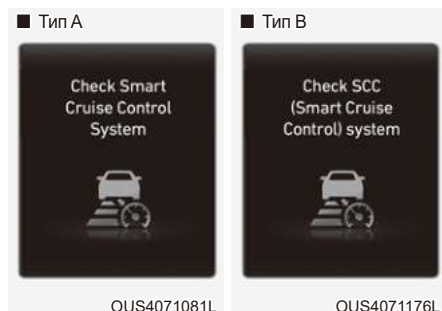 ■ Тип A
Check Smart
Cruise Control
System
OUS4071081L
■ Тип B
Check SCC
(Smart Cruise
Control) system
OUS4071176L